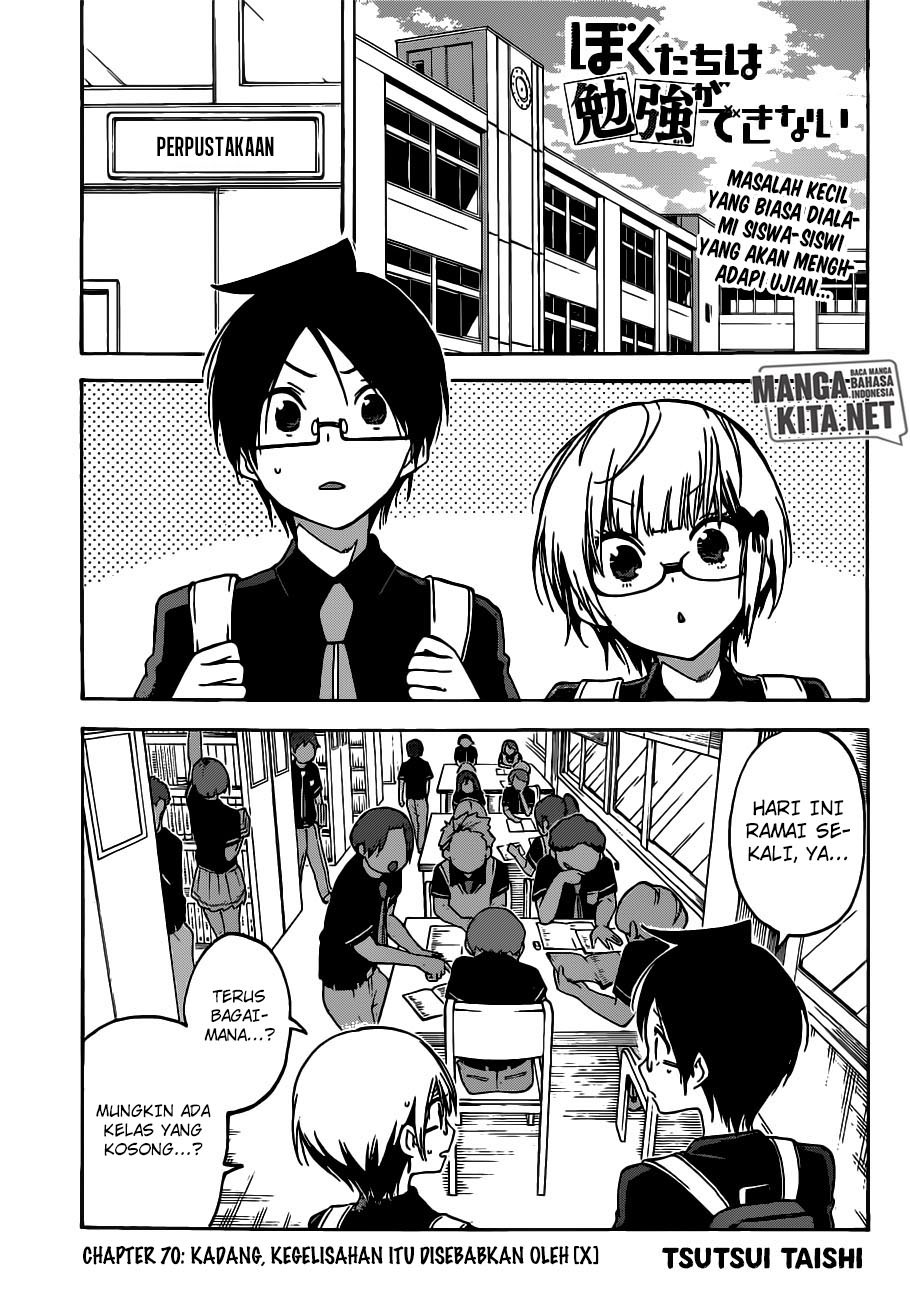 ぼくたちは
勉強が
できない
PERPUSTAKAAN
MASALAH KECIL
YANG BIASA DIALA-
MI SISWA-SISWI
YANG AKAN MENGH-
ADAPI UJIAN...
MANGA
KITA.NET
BACA MANGA
BAHASA
INDONESIA
HARI INI
RAMAI SE-
KALI, YA...
TERUS
BAGAI-
MANA...?
MUNGKIN ADA
KELAS YANG
KOSONG...?
CHAPTER 70: KADANG, KEGELISAHAN ITU DISEBABKAN OLEH [X]
TSUTSUI TAISHI